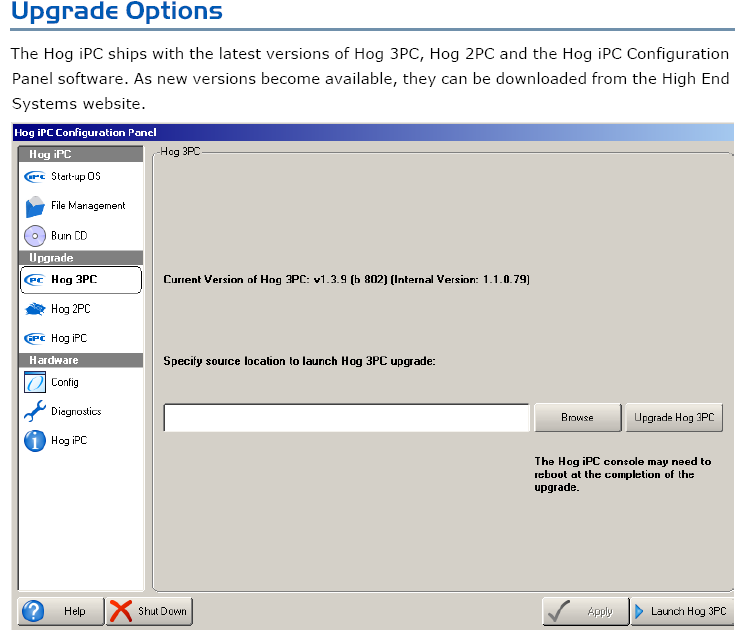 Upgrade Options
The Hog iPC ships with the latest versions of Hog 3PC, Hog 2PC and the Hog iPC Configuration
Panel software. As new versions become available, they can be downloaded from the High End
Systems website.
Hog iPC Configuration Panel
Hog iPC
iPC Start-up OS
File Management
Burn CD
Upgrade
PC Hog 3PC
Hog 2PC
iPC Hog iPC
Hardware
Config
Diagnostics
i Hog iPC
Hog 3PC
Current Version of Hog 3PC: v1.3.9 (b 802) (Internal Version: 1.1.0.79)
Specify source location to launch Hog 3PC upgrade:
Browse
Upgrade Hog 3PC
The Hog iPC console may need to
reboot at the completion of the
upgrade.
? Help
Shut Down
Apply
Launch Hog 3PC